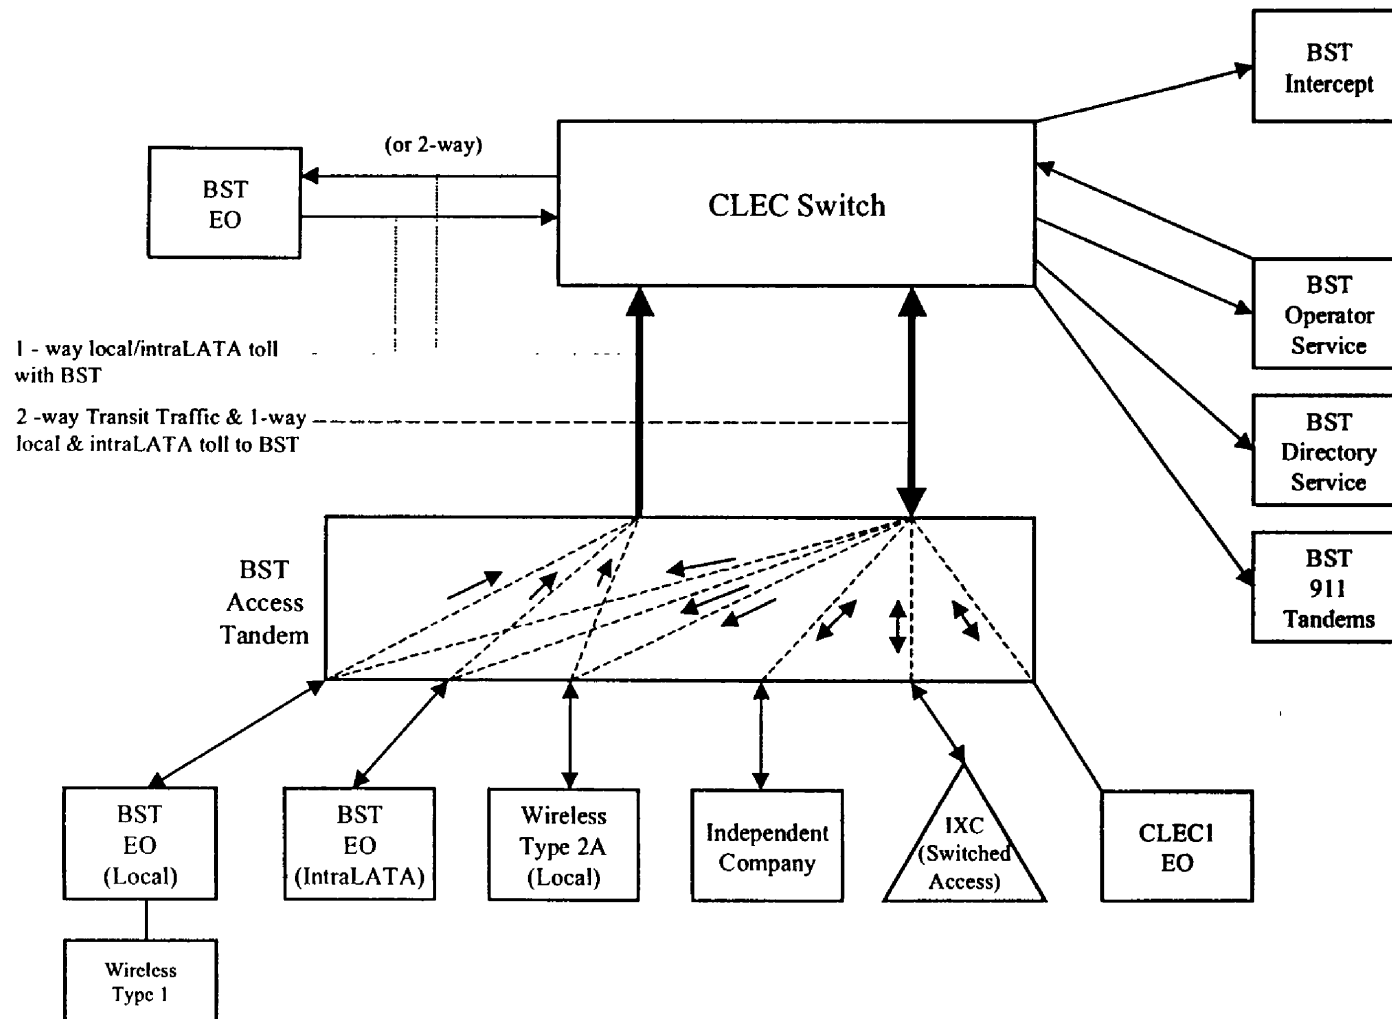 BST
Intercept
(or 2-way)
BST
EO
CLEC Switch
BST
Operator
Service
1 - way local/intraLATA toll
with BST
2 -way Transit Traffic & 1-way
local & intraLATA toll to BST
BST
Directory
Service
BST
911
Tandems
BST
Access
Tandem
BST
EO
(Local)
BST
EO
(IntraLATA)
Wireless
Type 2A
(Local)
Independent
Company
IXC
(Switched
Access)
CLEC1
EO
Wireless
Type 1